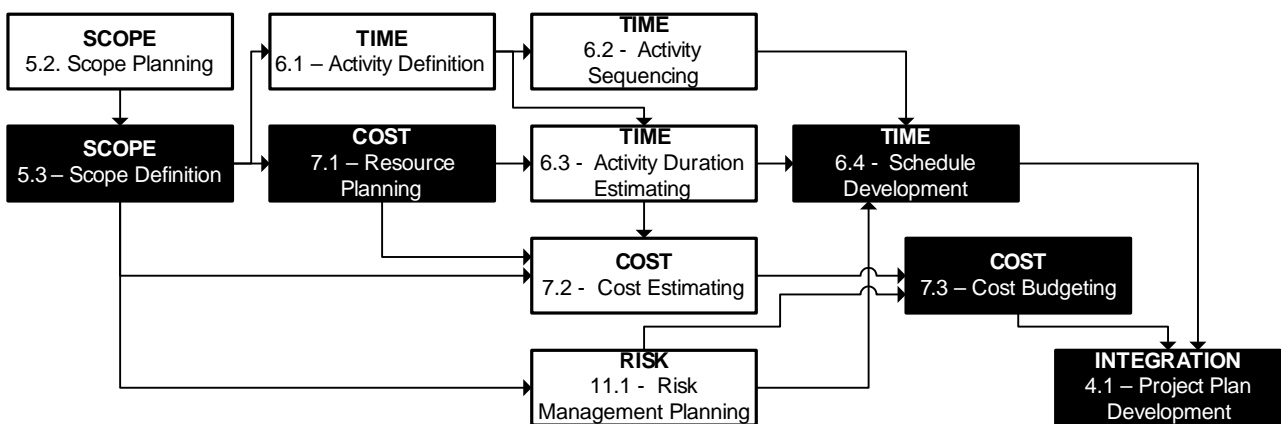 SCOPE
5.2. Scope Planning
TIME
6.1 – Activity Definition
TIME
6.2 - Activity
Sequencing
SCOPE
5.3 – Scope Definition
COST
7.1 – Resource
Planning
TIME
6.3 - Activity Duration
Estimating
TIME
6.4 - Schedule
Development
COST
7.2 - Cost Estimating
COST
7.3 – Cost Budgeting
RISK
11.1 - Risk
Management Planning
INTEGRATION
4.1 – Project Plan
Development